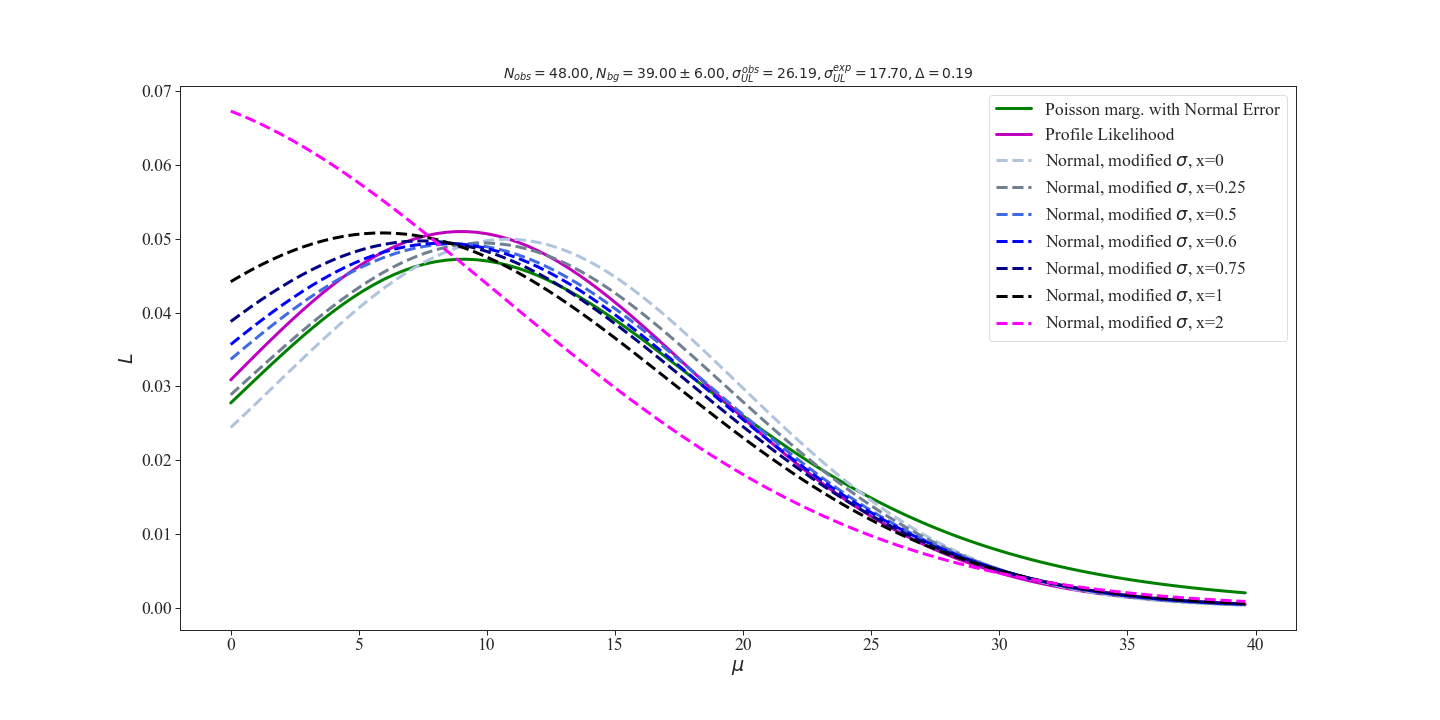 N_obs = 48.00, N_bg = 39.00 ± 6.00, σ_UL^obs = 26.19, σ_UL^exp = 17.70, Δ = 0.19
0.07
0.06
0.05
0.04
0.03
0.02
0.01
0.00
L
Poisson marg. with Normal Error
Profile Likelihood
Normal, modified σ, x=0
Normal, modified σ, x=0.25
Normal, modified σ, x=0.5
Normal, modified σ, x=0.6
Normal, modified σ, x=0.75
Normal, modified σ, x=1
Normal, modified σ, x=2
0 5 10 15 20 25 30 35 40
μ